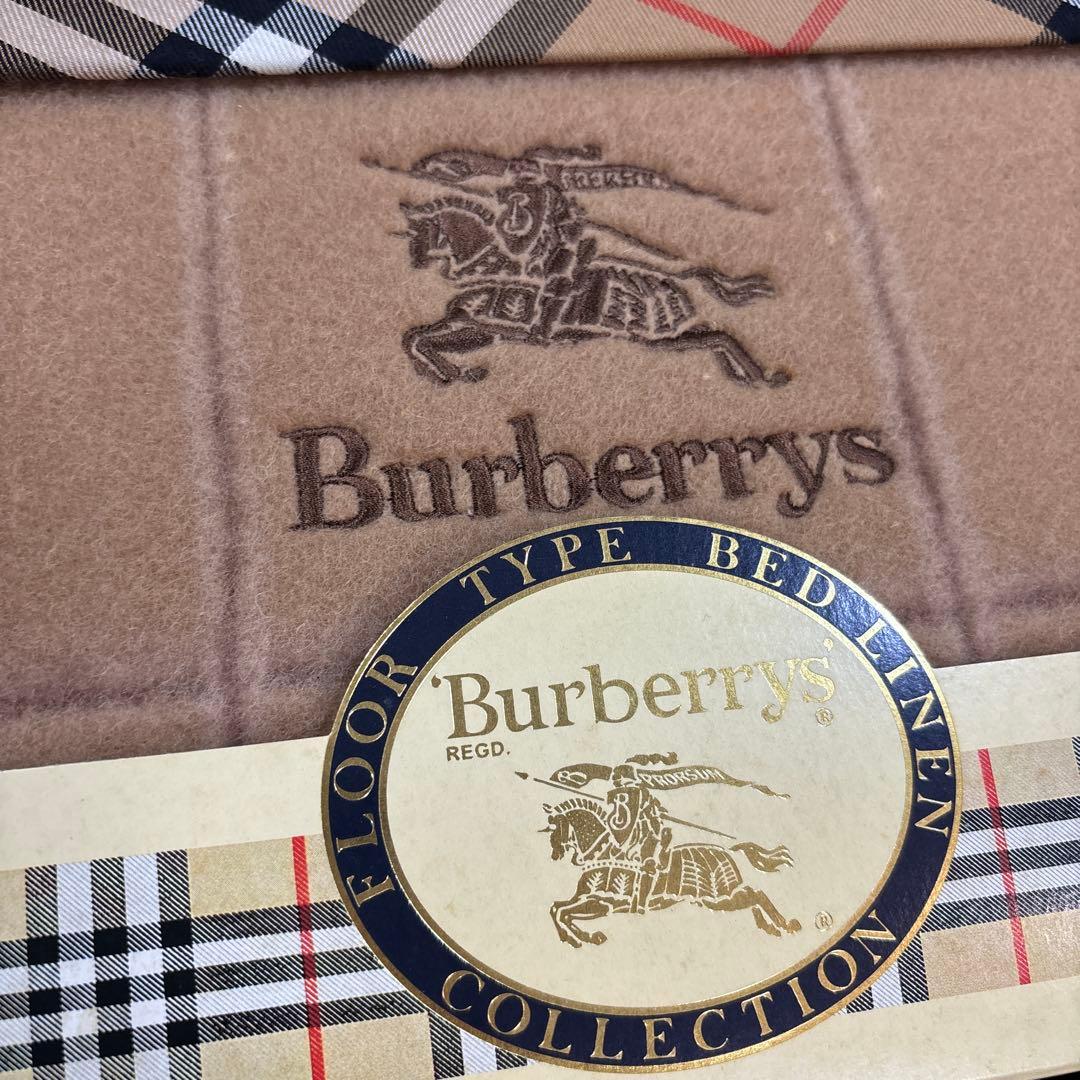 PRORSUM
B
Burberrys
FLOOR TYPE BED LINEN
'Burberrys'®
REGD.
B PRORSUM
B
®
COLLECTION